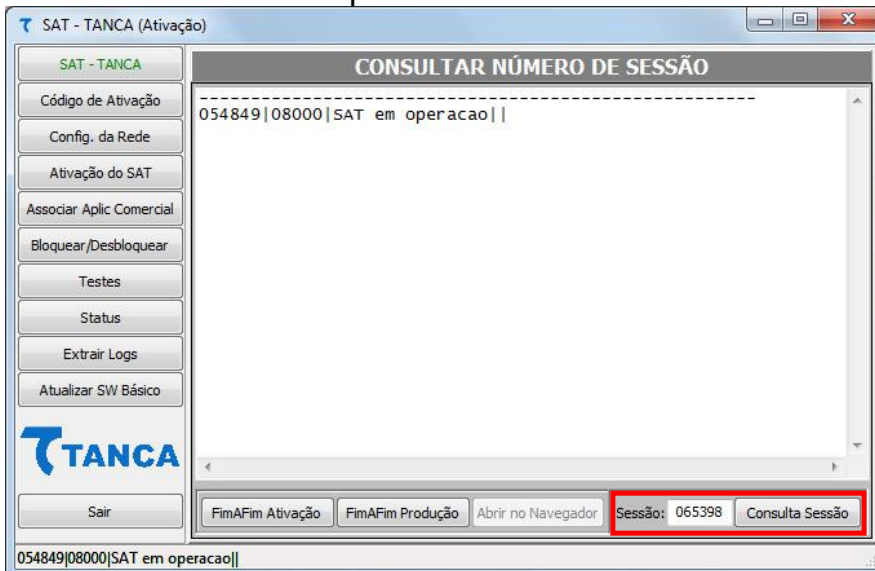 SAT - TANCA (Ativação)
SAT - TANCA
Código de Ativação
Config. da Rede
Ativação do SAT
Associar Aplic Comercial
Bloquear/Desbloquear
Testes
Status
Extrair Logs
Atualizar SW Básico
TANCA
Sair
CONSULTAR NÚMERO DE SESSÃO
------------------------------------------------------
054849|08000|SAT em operacao||
FimAFim Ativação FimAFim Produção Abrir no Navegador Sessão: 065398 Consulta Sessão
054849|08000|SAT em operacao||